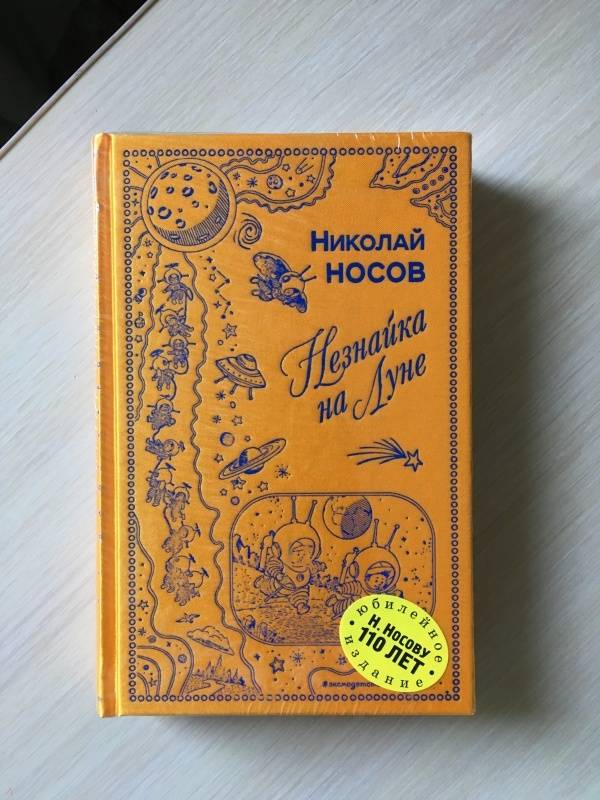 Николай
НОСОВ
Незнайка
на Луне
юбилейное
Н. Носову
110 ЛЕТ
издание